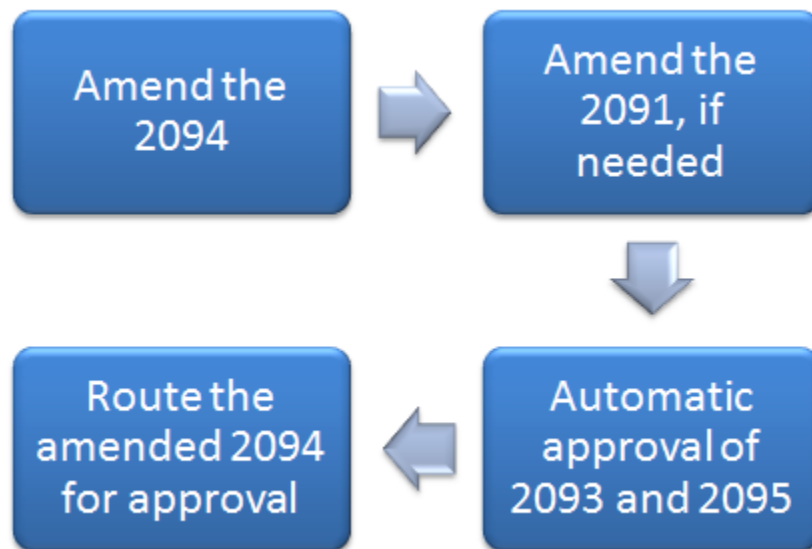 Amend the
2094
Amend the
2091, if
needed
Automatic
approval of
2093 and 2095
Route the
amended 2094
for approval